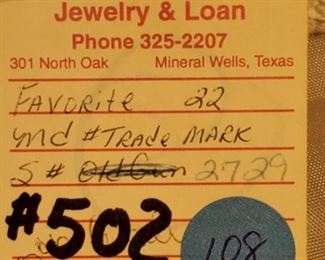 Jewelry & Loan
Phone 325-2207
301 North Oak Mineral Wells, Texas
FAVORITE 22
Md # TRADE MARK
S # Old Gun 2729
#502
108